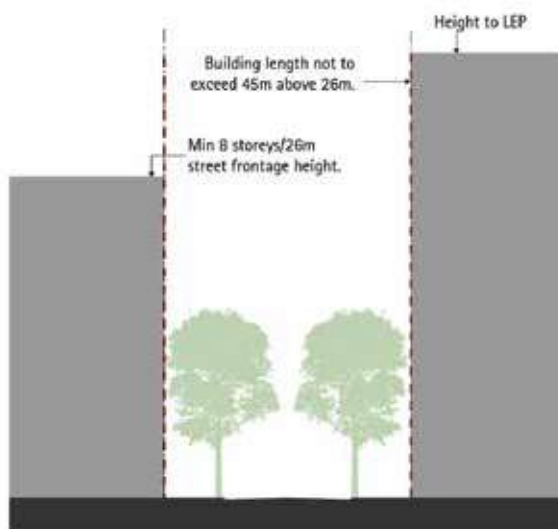 Height to LEP
Building length not to
exceed 45m above 26m.
Min 8 storeys/26m
street frontage height.